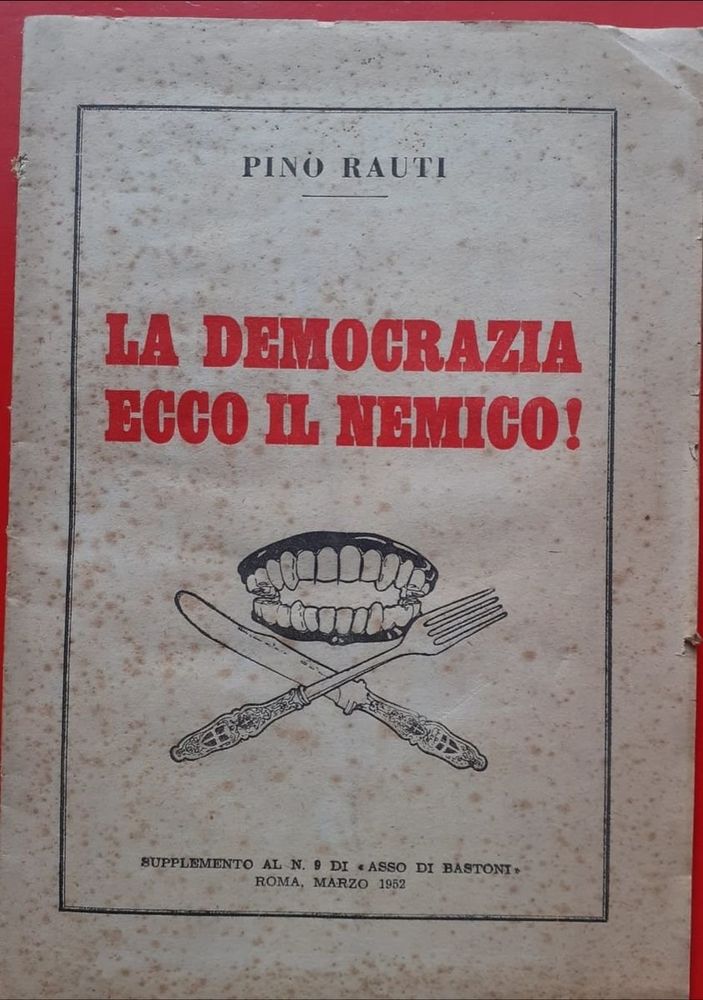 PINO RAUTI
LA DEMOCRAZIA
ECCO IL NEMICO!
SUPPLEMENTO AL N. 9 DI «ASSO DI BASTONI»
ROMA, MARZO 1952